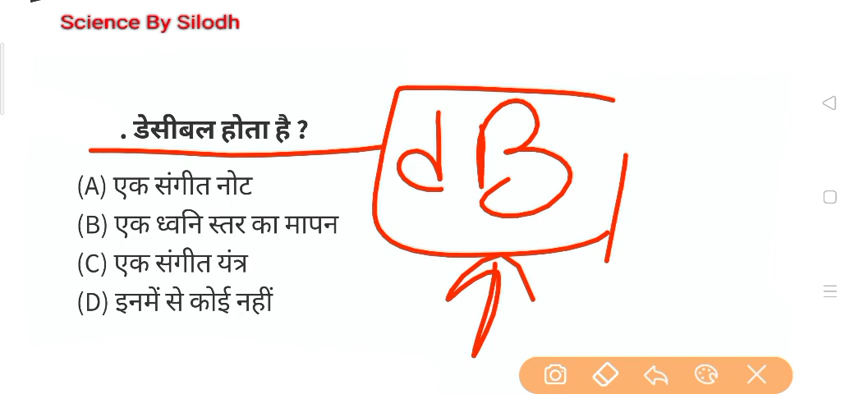 Science By Silodh
. डेसीबल होता है ?
dB
(A) एक संगीत नोट
(B) एक ध्वनि स्तर का मापन
(C) एक संगीत यंत्र
(D) इनमें से कोई नहीं